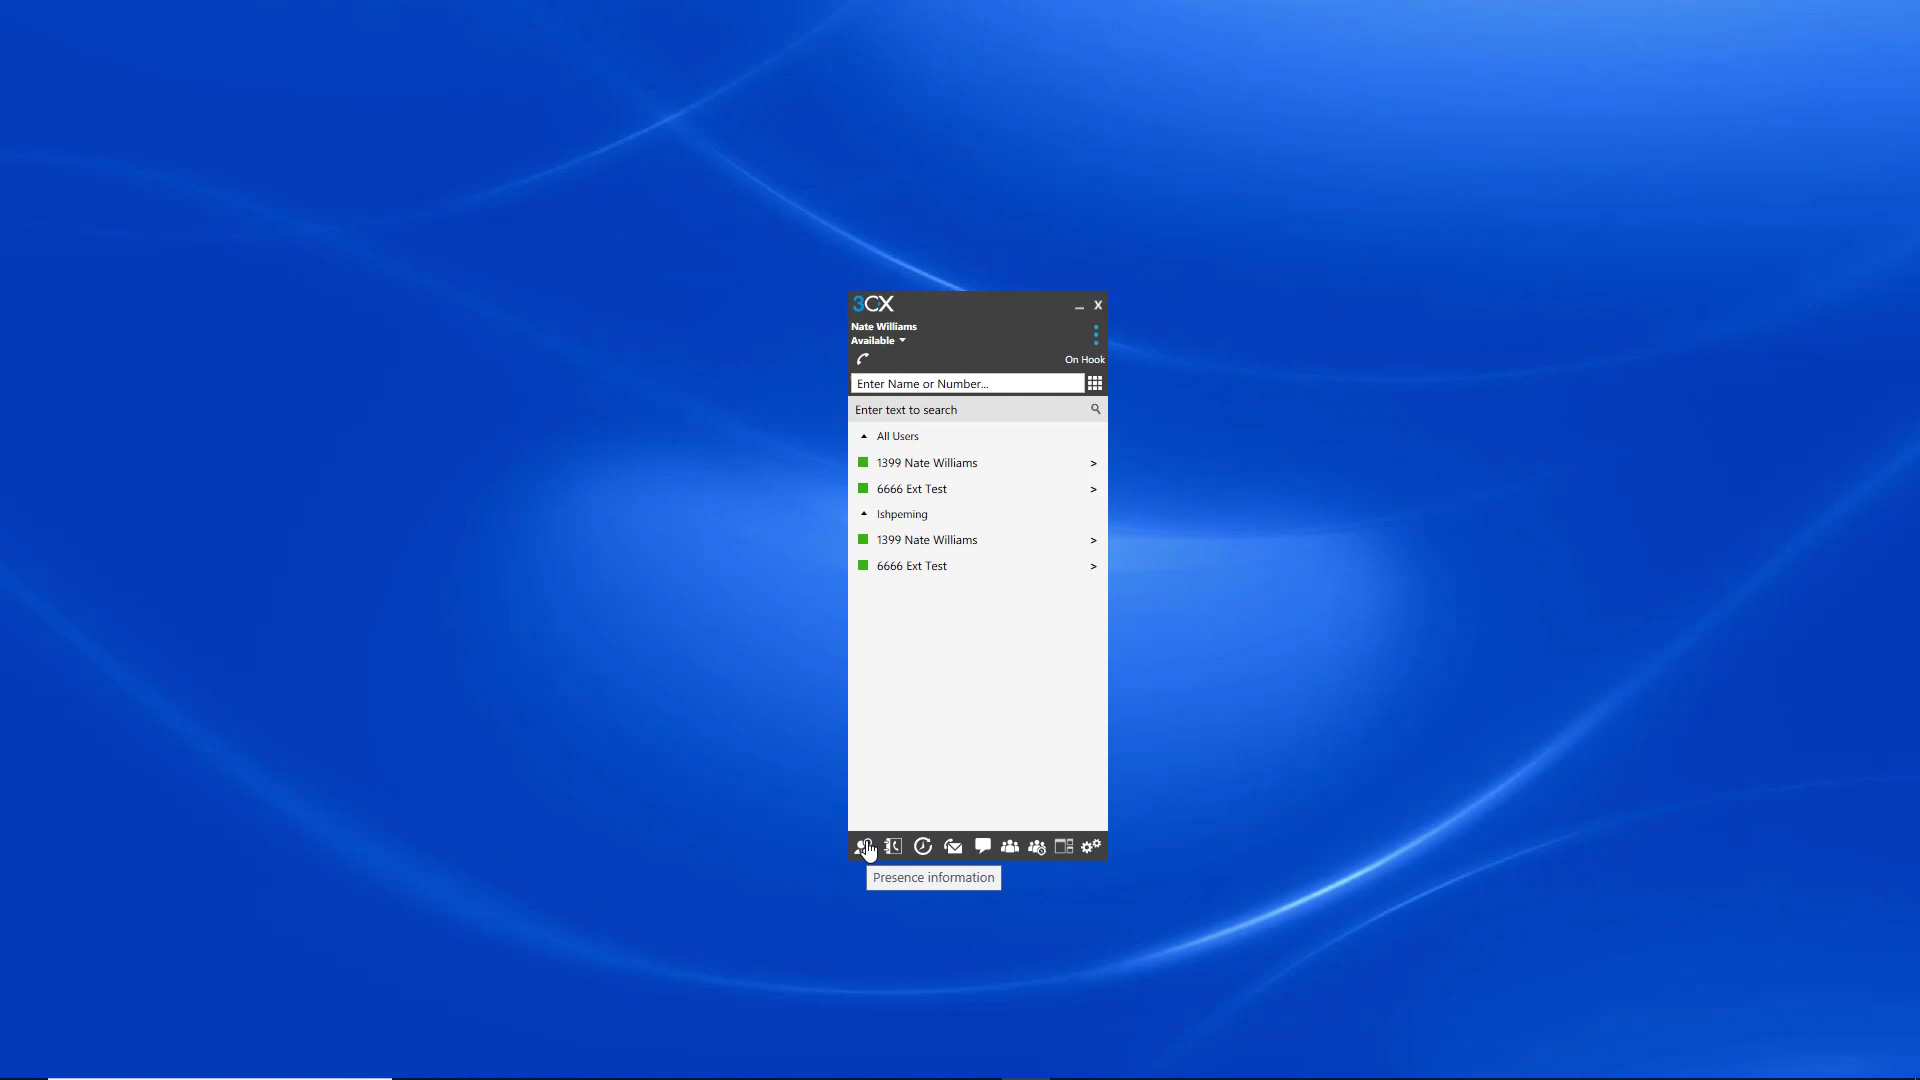 3CX
_ X
Nate Williams
Available
On Hook
Enter Name or Number...
Enter text to search
All Users
1399 Nate Williams >
6666 Ext Test >
Ishpeming
1399 Nate Williams >
6666 Ext Test >
Presence information